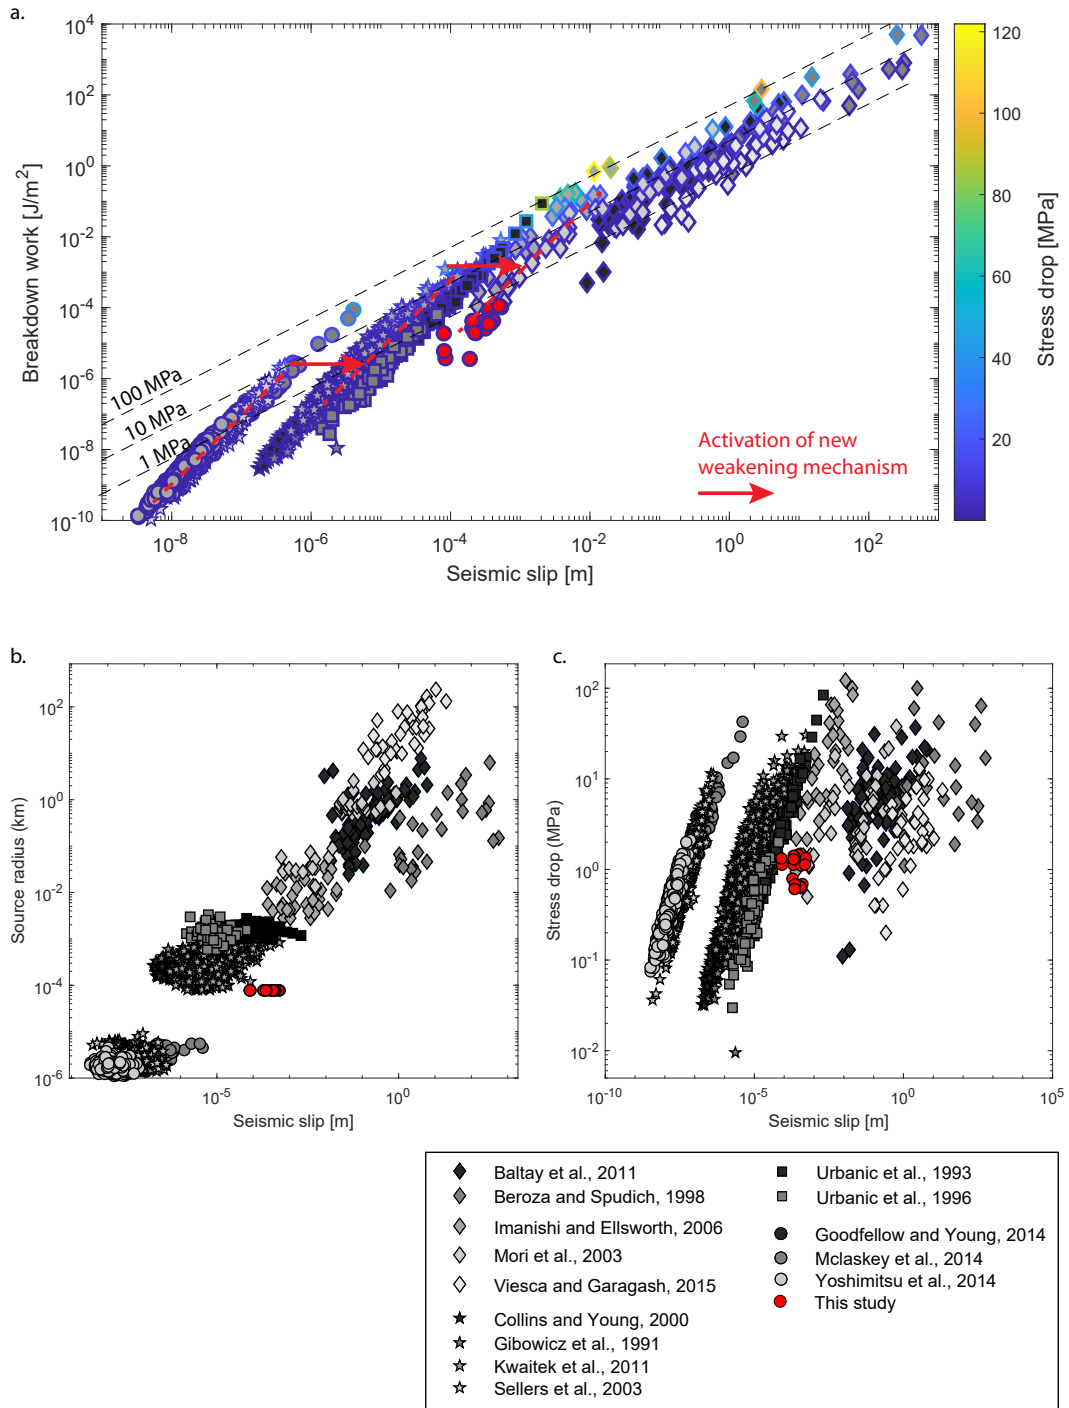 a.
10^4
10^2
10^0
10^-2
10^-4
10^-6
10^-8
10^-10
Breakdown work [J/m^2]
100 MPa
10 MPa
1 MPa
Activation of new
weakening mechanism
10^-8
10^-6
10^-4
10^-2
10^0
10^2
Seismic slip [m]
120
100
80
60
40
20
Stress drop [MPa]
b.
10^2
10^0
10^-2
10^-4
10^-6
Source radius (km)
10^-5
10^0
Seismic slip [m]
c.
10^2
10^1
10^0
10^-1
10^-2
Stress drop (MPa)
10^-10
10^-5
10^0
10^5
Seismic slip [m]
Baltay et al., 2011
Beroza and Spudich, 1998
Imanishi and Ellsworth, 2006
Mori et al., 2003
Viesca and Garagash, 2015
Collins and Young, 2000
Gibowicz et al., 1991
Kwaitek et al., 2011
Sellers et al., 2003
Urbanic et al., 1993
Urbanic et al., 1996
Goodfellow and Young, 2014
Mclaskey et al., 2014
Yoshimitsu et al., 2014
This study